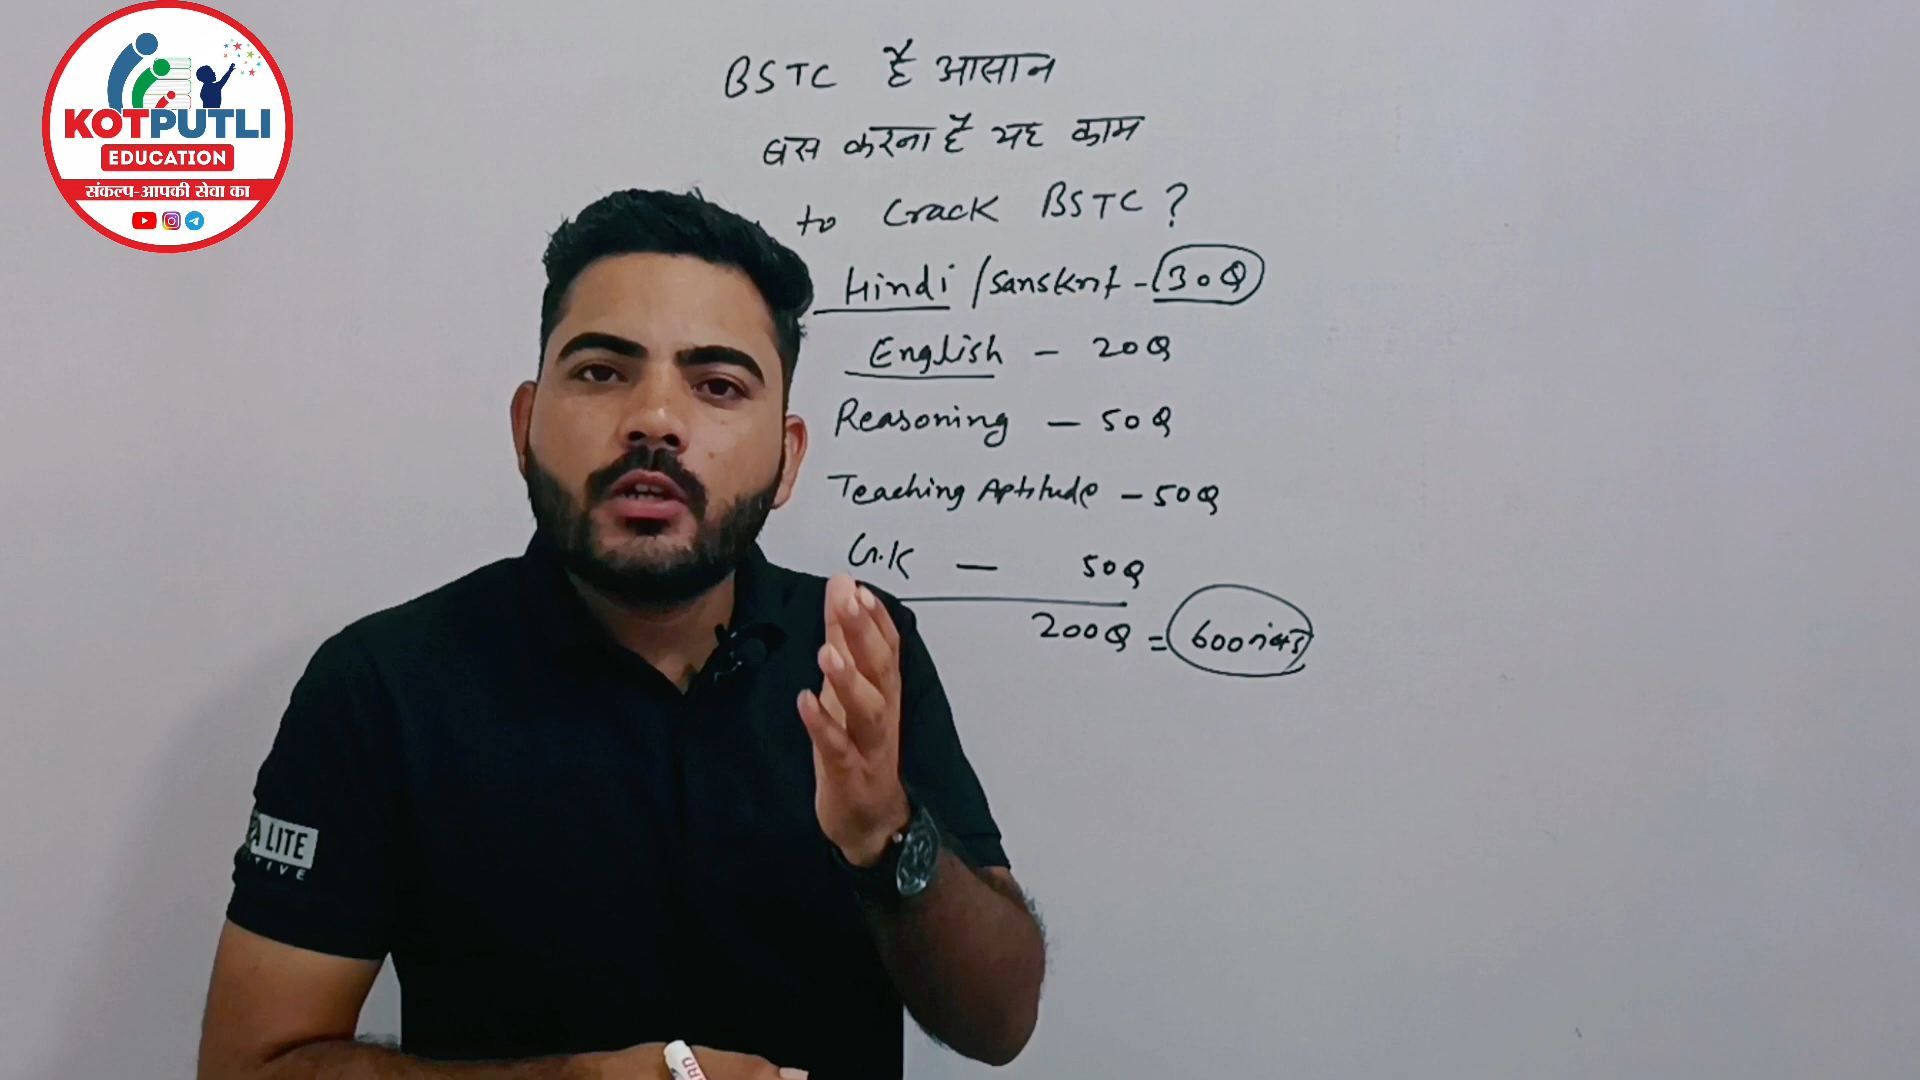 KOTPUTLI
EDUCATION
संकल्प-आपकी सेवा का
BSTC है आसान
बस करना है यह काम
to Crack BSTC ?
Hindi / Sanskrit - 30Q
English - 20Q
Reasoning - 50Q
Teaching Aptitude - 50Q
G.K - 50Q
200Q = 600 नंबर
LITE